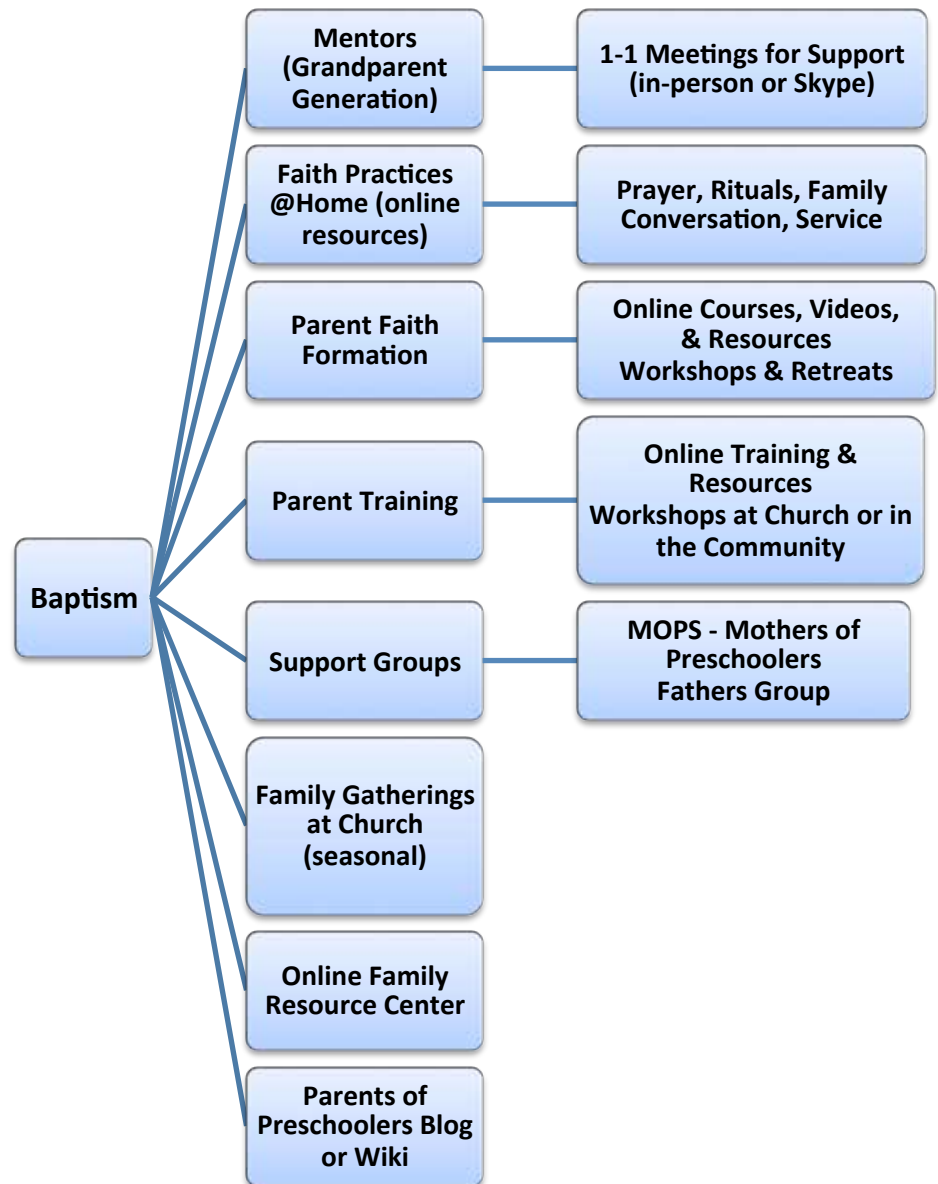 Mentors
(Grandparent
Generation)
1-1 Meetings for Support
(in-person or Skype)
Faith Practices
@Home (online
resources)
Prayer, Rituals, Family
Conversation, Service
Parent Faith
Formation
Online Courses, Videos,
& Resources
Workshops & Retreats
Parent Training
Online Training &
Resources
Workshops at Church or in
the Community
Baptism
Support Groups
MOPS - Mothers of
Preschoolers
Fathers Group
Family Gatherings
at Church
(seasonal)
Online Family
Resource Center
Parents of
Preschoolers Blog
or Wiki